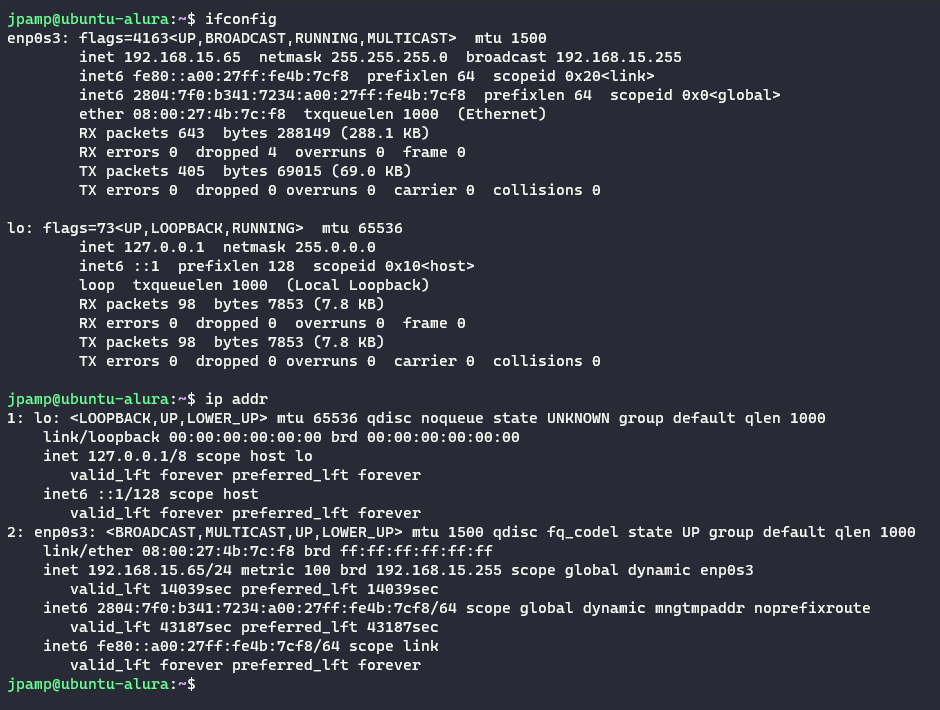 jpamp@ubuntu-alura:~$ ifconfig
enp0s3: flags=4163<UP,BROADCAST,RUNNING,MULTICAST>  mtu 1500
        inet 192.168.15.65  netmask 255.255.255.0  broadcast 192.168.15.255
        inet6 fe80::a00:27ff:fe4b:7cf8  prefixlen 64  scopeid 0x20<link>
        inet6 2804:7f0:b341:7234:a00:27ff:fe4b:7cf8  prefixlen 64  scopeid 0x0<global>
        ether 08:00:27:4b:7c:f8  txqueuelen 1000  (Ethernet)
        RX packets 643  bytes 288149 (288.1 KB)
        RX errors 0  dropped 4  overruns 0  frame 0
        TX packets 405  bytes 69015 (69.0 KB)
        TX errors 0  dropped 0 overruns 0  carrier 0  collisions 0

lo: flags=73<UP,LOOPBACK,RUNNING>  mtu 65536
        inet 127.0.0.1  netmask 255.0.0.0
        inet6 ::1  prefixlen 128  scopeid 0x10<host>
        loop  txqueuelen 1000  (Local Loopback)
        RX packets 98  bytes 7853 (7.8 KB)
        RX errors 0  dropped 0  overruns 0  frame 0
        TX packets 98  bytes 7853 (7.8 KB)
        TX errors 0  dropped 0 overruns 0  carrier 0  collisions 0

jpamp@ubuntu-alura:~$ ip addr
1: lo: <LOOPBACK,UP,LOWER_UP> mtu 65536 qdisc noqueue state UNKNOWN group default qlen 1000
    link/loopback 00:00:00:00:00:00 brd 00:00:00:00:00:00
    inet 127.0.0.1/8 scope host lo
       valid_lft forever preferred_lft forever
    inet6 ::1/128 scope host
       valid_lft forever preferred_lft forever
2: enp0s3: <BROADCAST,MULTICAST,UP,LOWER_UP> mtu 1500 qdisc fq_codel state UP group default qlen 1000
    link/ether 08:00:27:4b:7c:f8 brd ff:ff:ff:ff:ff:ff
    inet 192.168.15.65/24 metric 100 brd 192.168.15.255 scope global dynamic enp0s3
       valid_lft 14039sec preferred_lft 14039sec
    inet6 2804:7f0:b341:7234:a00:27ff:fe4b:7cf8/64 scope global dynamic mngtmpaddr noprefixroute
       valid_lft 43187sec preferred_lft 43187sec
    inet6 fe80::a00:27ff:fe4b:7cf8/64 scope link
       valid_lft forever preferred_lft forever
jpamp@ubuntu-alura:~$